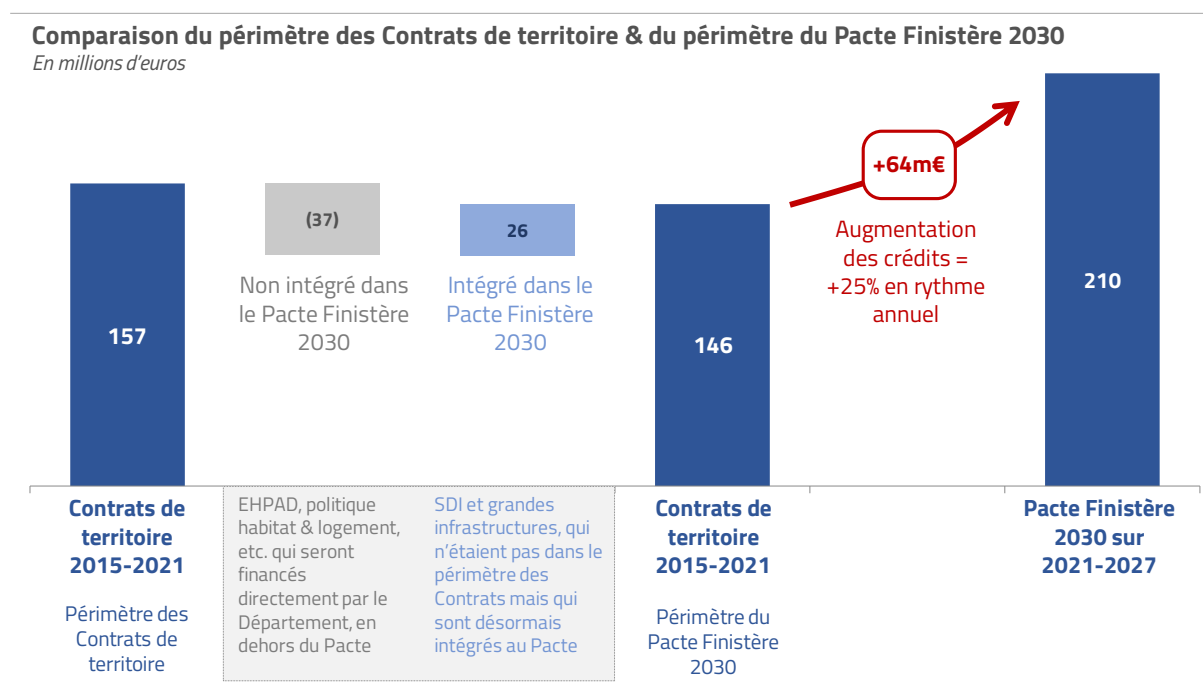 Comparaison du périmètre des Contrats de territoire & du périmètre du Pacte Finistère 2030
En millions d'euros
157
(37)
Non intégré dans
le Pacte Finistère
2030
26
Intégré dans le
Pacte Finistère
2030
146
+64m€
Augmentation
des crédits =
+25% en rythme
annuel
210
Contrats de
territoire
2015-2021
Périmètre des
Contrats de
territoire
EHPAD, politique
habitat & logement,
etc. qui seront
financés
directement par le
Département, en
dehors du Pacte
SDI et grandes
infrastructures, qui
n'étaient pas dans le
périmètre des
Contrats mais qui
sont désormais
intégrés au Pacte
Contrats de
territoire
2015-2021
Périmètre du
Pacte Finistère
2030
Pacte Finistère
2030 sur
2021-2027